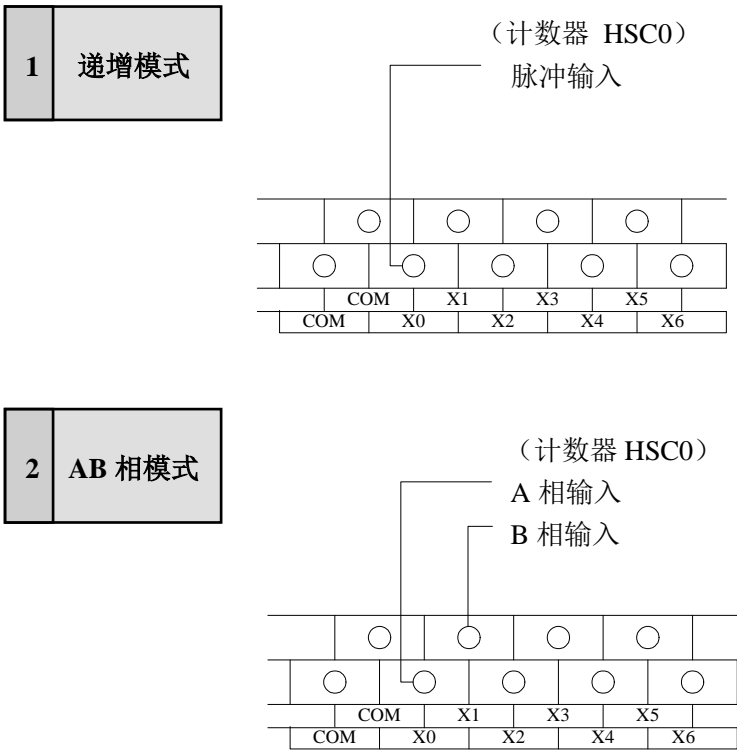 1 递增模式
（计数器 HSC0）
脉冲输入
COM X1 X3 X5
COM X0 X2 X4 X6
2 AB 相模式
（计数器 HSC0）
A 相输入
B 相输入
COM X1 X3 X5
COM X0 X2 X4 X6